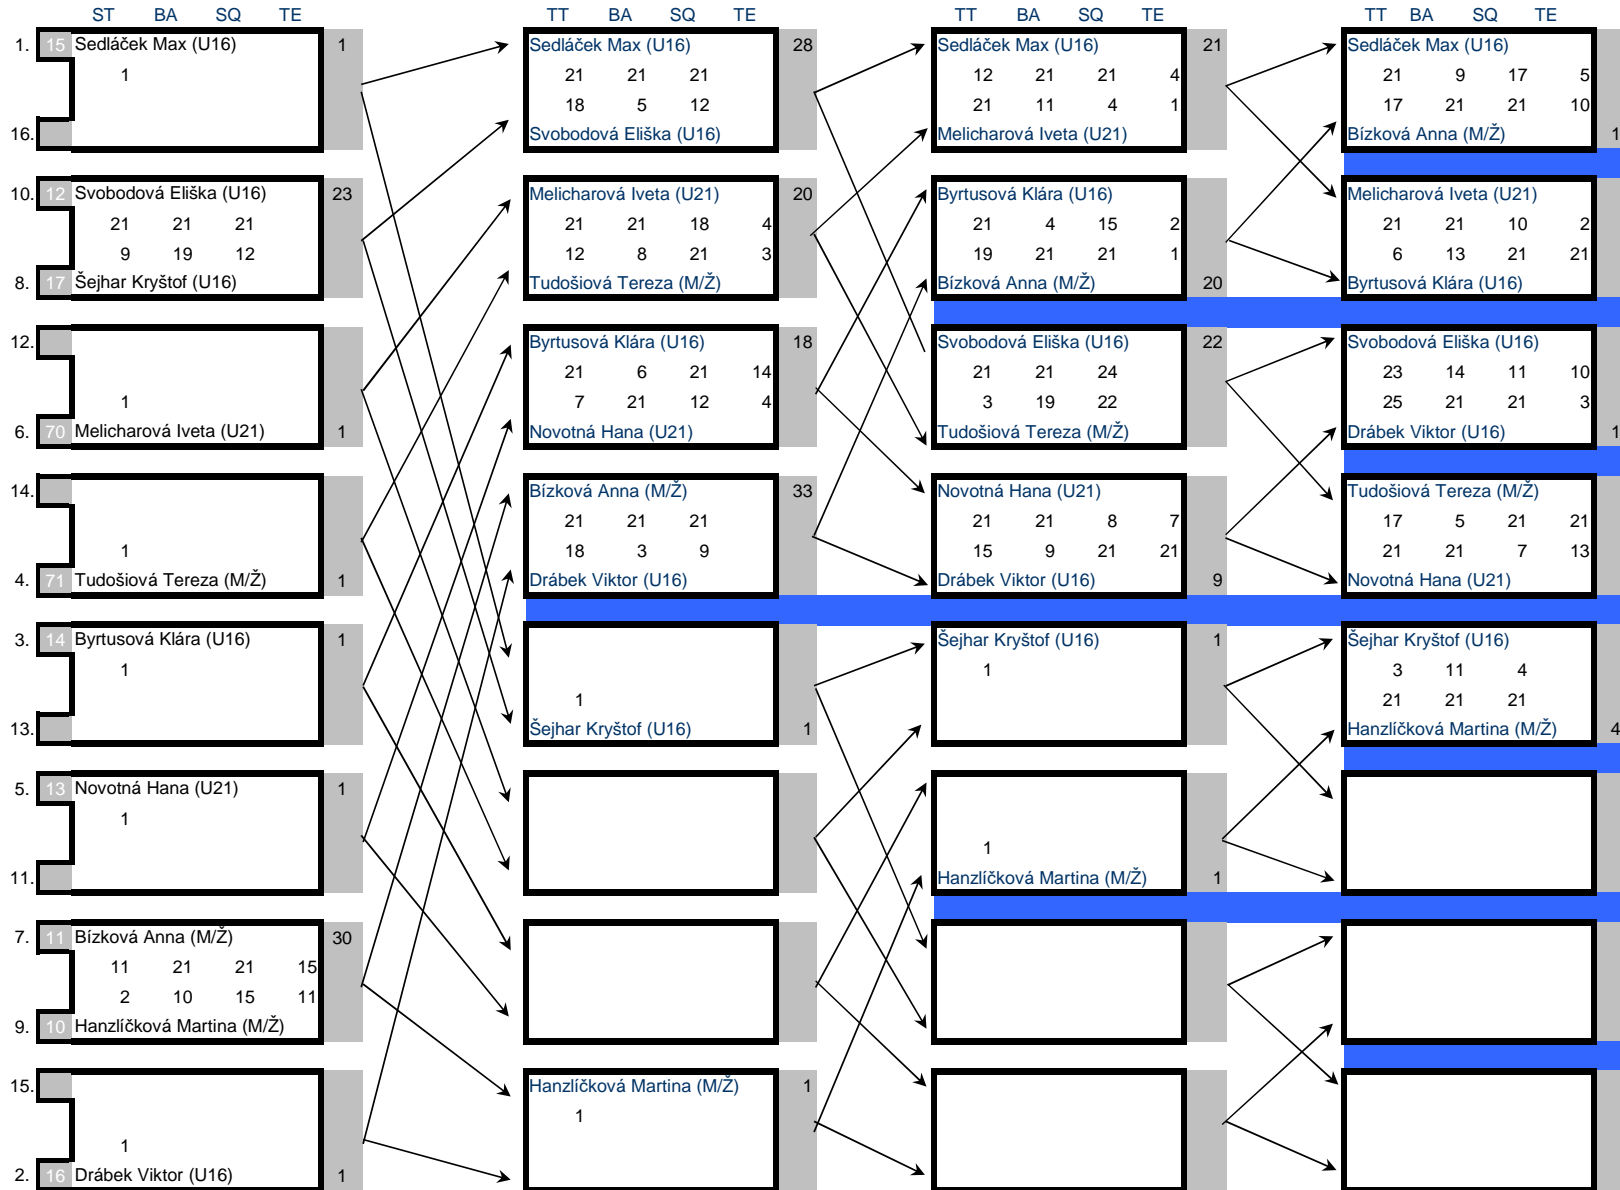 ST BA SQ TE TT BA SQ TE TT BA SQ TE TT BA SQ TE
1. 15 Sedláček Max (U16) 1 Sedláček Max (U16) 28 Sedláček Max (U16) 21 Sedláček Max (U16)
1 21 21 21 12 21 21 4 21 9 17 5
18 5 12 21 11 4 1 17 21 21 10
16. Svobodová Eliška (U16) Melicharová Iveta (U21) Bízková Anna (M/Ž) 1
10. 12 Svobodová Eliška (U16) 23 Melicharová Iveta (U21) 20 Byrtusová Klára (U16) Melicharová Iveta (U21)
21 21 21 21 21 18 4 21 4 15 2 21 21 10 2
9 19 12 12 8 21 3 19 21 21 1 6 13 21 21
8. 17 Šejhar Kryštof (U16) Tudošiová Tereza (M/Ž) Bízková Anna (M/Ž) 20 Byrtusová Klára (U16)
12. Byrtusová Klára (U16) 18 Svobodová Eliška (U16) 22 Svobodová Eliška (U16)
21 6 21 14 21 21 24 23 14 11 10
1 7 21 12 4 3 19 22 25 21 21 3
6. 70 Melicharová Iveta (U21) 1 Novotná Hana (U21) Tudošiová Tereza (M/Ž) Drábek Viktor (U16) 1
14. Bízková Anna (M/Ž) 33 Novotná Hana (U21) Tudošiová Tereza (M/Ž)
21 21 21 21 21 8 7 17 5 21 21
1 18 3 9 15 9 21 21 21 21 7 13
4. 71 Tudošiová Tereza (M/Ž) 1 Drábek Viktor (U16) Drábek Viktor (U16) 9 Novotná Hana (U21)
3. 14 Byrtusová Klára (U16) 1 Šejhar Kryštof (U16) 1 Šejhar Kryštof (U16)
1 1 3 11 4
1 21 21 21
13. Šejhar Kryštof (U16) 1 Hanzlíčková Martina (M/Ž) 4
5. 13 Novotná Hana (U21) 1
1
1
11. Hanzlíčková Martina (M/Ž) 1
7. 11 Bízková Anna (M/Ž) 30
11 21 21 15
2 10 15 11
9. 10 Hanzlíčková Martina (M/Ž)
15. Hanzlíčková Martina (M/Ž) 1
1
1
2. 16 Drábek Viktor (U16) 1